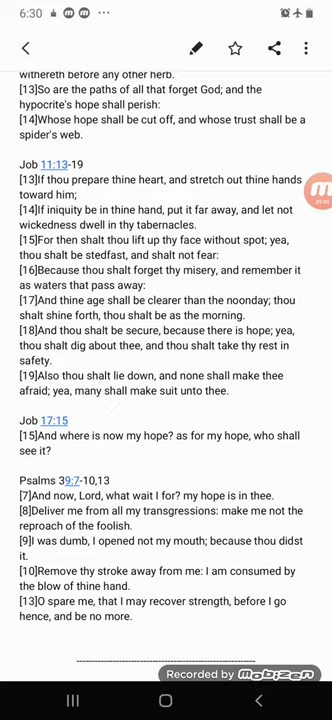 6:30
withereth before any other herb.
[13]So are the paths of all that forget God; and the
hypocrite's hope shall perish:
[14]Whose hope shall be cut off, and whose trust shall be a
spider's web.
Job 11:13-19
[13]If thou prepare thine heart, and stretch out thine hands
toward him;
[14]If iniquity be in thine hand, put it far away, and let not
wickedness dwell in thy tabernacles.
[15]For then shalt thou lift up thy face without spot; yea,
thou shalt be stedfast, and shalt not fear:
[16]Because thou shalt forget thy misery, and remember it
as waters that pass away:
[17]And thine age shall be clearer than the noonday; thou
shalt shine forth, thou shalt be as the morning.
[18]And thou shalt be secure, because there is hope; yea,
thou shalt dig about thee, and thou shalt take thy rest in
safety.
[19]Also thou shalt lie down, and none shall make thee
afraid; yea, many shall make suit unto thee.
Job 17:15
[15]And where is now my hope? as for my hope, who shall
see it?
Psalms 39:7-10,13
[7]And now, Lord, what wait I for? my hope is in thee.
[8]Deliver me from all my transgressions: make me not the
reproach of the foolish.
[9]I was dumb, I opened not my mouth; because thou didst
it.
[10]Remove thy stroke away from me: I am consumed by
the blow of thine hand.
[13]O spare me, that I may recover strength, before I go
hence, and be no more.
Recorded by mobizen